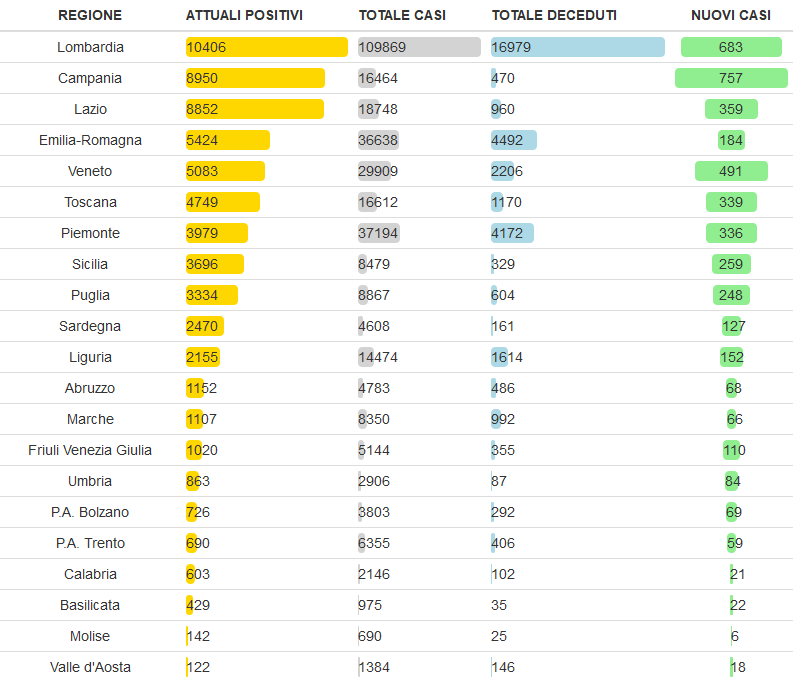 REGIONE ATTUALI POSITIVI TOTALE CASI TOTALE DECEDUTI NUOVI CASI
Lombardia 10406 109869 16979 683
Campania 8950 16464 470 757
Lazio 8852 18748 960 359
Emilia-Romagna 5424 36638 4492 184
Veneto 5083 29909 2206 491
Toscana 4749 16612 1170 339
Piemonte 3979 37194 4172 336
Sicilia 3696 8479 329 259
Puglia 3334 8867 604 248
Sardegna 2470 4608 161 127
Liguria 2155 14474 1614 152
Abruzzo 1152 4783 486 68
Marche 1107 8350 992 66
Friuli Venezia Giulia 1020 5144 355 110
Umbria 863 2906 87 84
P.A. Bolzano 726 3803 292 69
P.A. Trento 690 6355 406 59
Calabria 603 2146 102 21
Basilicata 429 975 35 22
Molise 142 690 25 6
Valle d'Aosta 122 1384 146 18